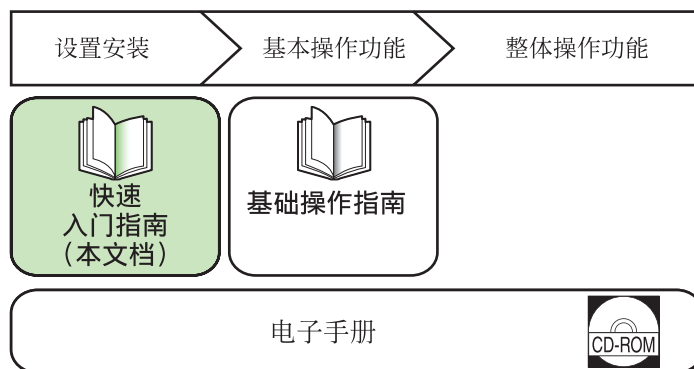 设置安装
基本操作功能
整体操作功能
快速
入门指南
（本文档）
基础操作指南
电子手册
CD-ROM